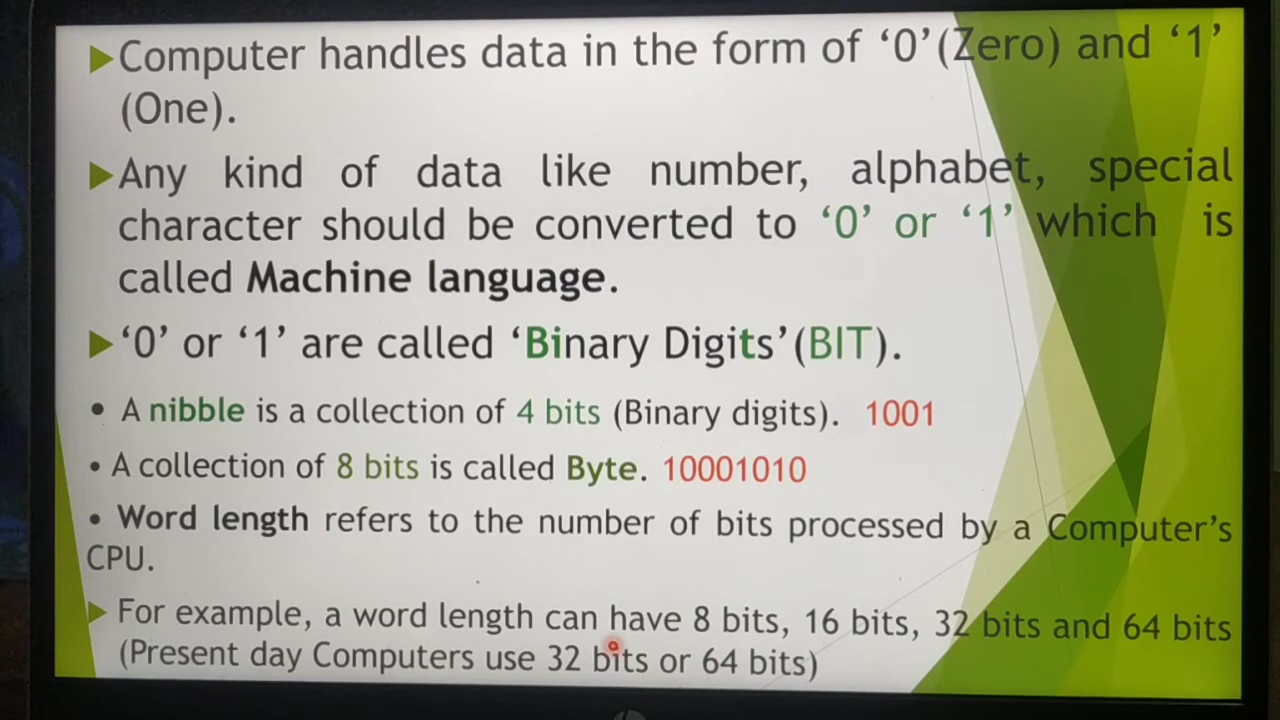 Computer handles data in the form of ‘0’(Zero) and ‘1’
(One).
Any kind of data like number, alphabet, special
character should be converted to ‘0’ or ‘1’ which is
called Machine language.
‘0’ or ‘1’ are called ‘Binary Digits’(BIT).
• A nibble is a collection of 4 bits (Binary digits). 1001
• A collection of 8 bits is called Byte. 10001010
• Word length refers to the number of bits processed by a Computer’s
CPU.
For example, a word length can have 8 bits, 16 bits, 32 bits and 64 bits
(Present day Computers use 32 bits or 64 bits)